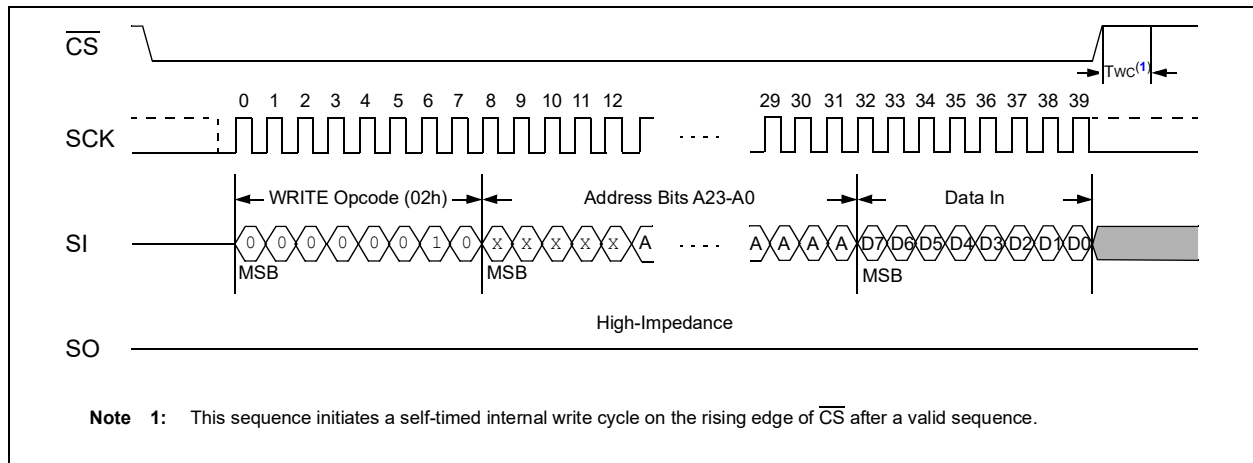 CS
TWC(1)
0 1 2 3 4 5 6 7 8 9 10 11 12 29 30 31 32 33 34 35 36 37 38 39
SCK
WRITE Opcode (02h) Address Bits A23-A0 Data In
SI 0 0 0 0 0 0 1 0 X X X X X A A A A A D7 D6 D5 D4 D3 D2 D1 D0
MSB MSB MSB
High-Impedance
SO
Note 1: This sequence initiates a self-timed internal write cycle on the rising edge of CS after a valid sequence.